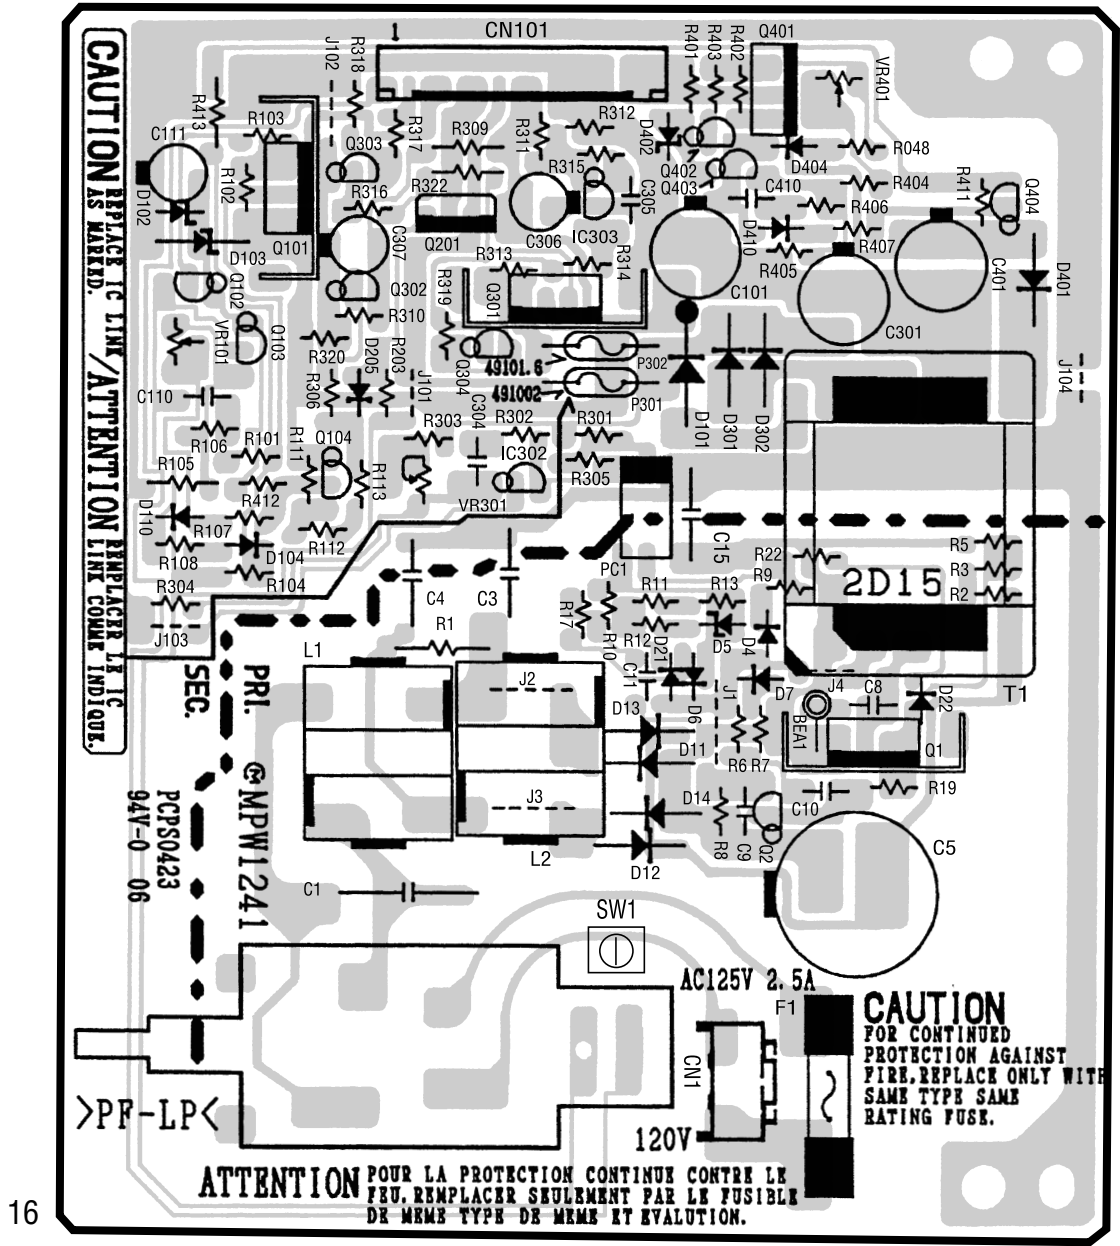 CN101
J102
R318
R401
R403
R402
Q401
VR401
R413
R103
C111
Q303
R317
R309
R311
R312
D402
R315
Q402
D404
R048
R102
D102
R316
R322
C305
Q403
C410
R404
R411
Q404
R406
Q101
D103
C307
Q201
C306
IC303
R314
D410
R407
R405
R313
Q102
Q302
R319
Q301
C101
C301
C401
D401
VR101
Q103
R310
R320
D205
R203
J101
Q304
49101.6
P302
491002
P301
J104
C110
R306
C304
D101
D301
D302
R106
R101
R111
Q104
R303
R302
R301
IC302
R105
R113
R305
R412
VR301
D110
R107
R112
R108
D104
R104
R304
J103
C15
PC1
R22
R5
R9
R3
R2
2D15
C4
C3
R17
R10
R11
R13
R12
D21
D5
D4
R1
L1
C11
J2
D6
J1
D7
J4
C8
D22
T1
D13
D11
BEA1
Q1
R6
R7
J3
D14
C10
R19
L2
R8
C9
Q2
D12
C5
C1
SW1
PRI.
SEC.
©MPW1241
PCPS0423
94V-0 06
CAUTION REPLACE IC LINK
AS MARKED.
/ATTENTION REMPLACER LE IC
LINK COMME INDIQUE.
AC125V 2.5A
F1
CN1
120V
CAUTION
FOR CONTINUED
PROTECTION AGAINST
FIRE,REPLACE ONLY WITH
SAME TYPE SAME
RATING FUSE.
>PF-LP<
ATTENTION POUR LA PROTECTION CONTINUE CONTRE LE
FEU.REMPLACER SEULEMENT PAR LE FUSIBLE
DE MEME TYPE DE MEME ET EVALUTION.
16